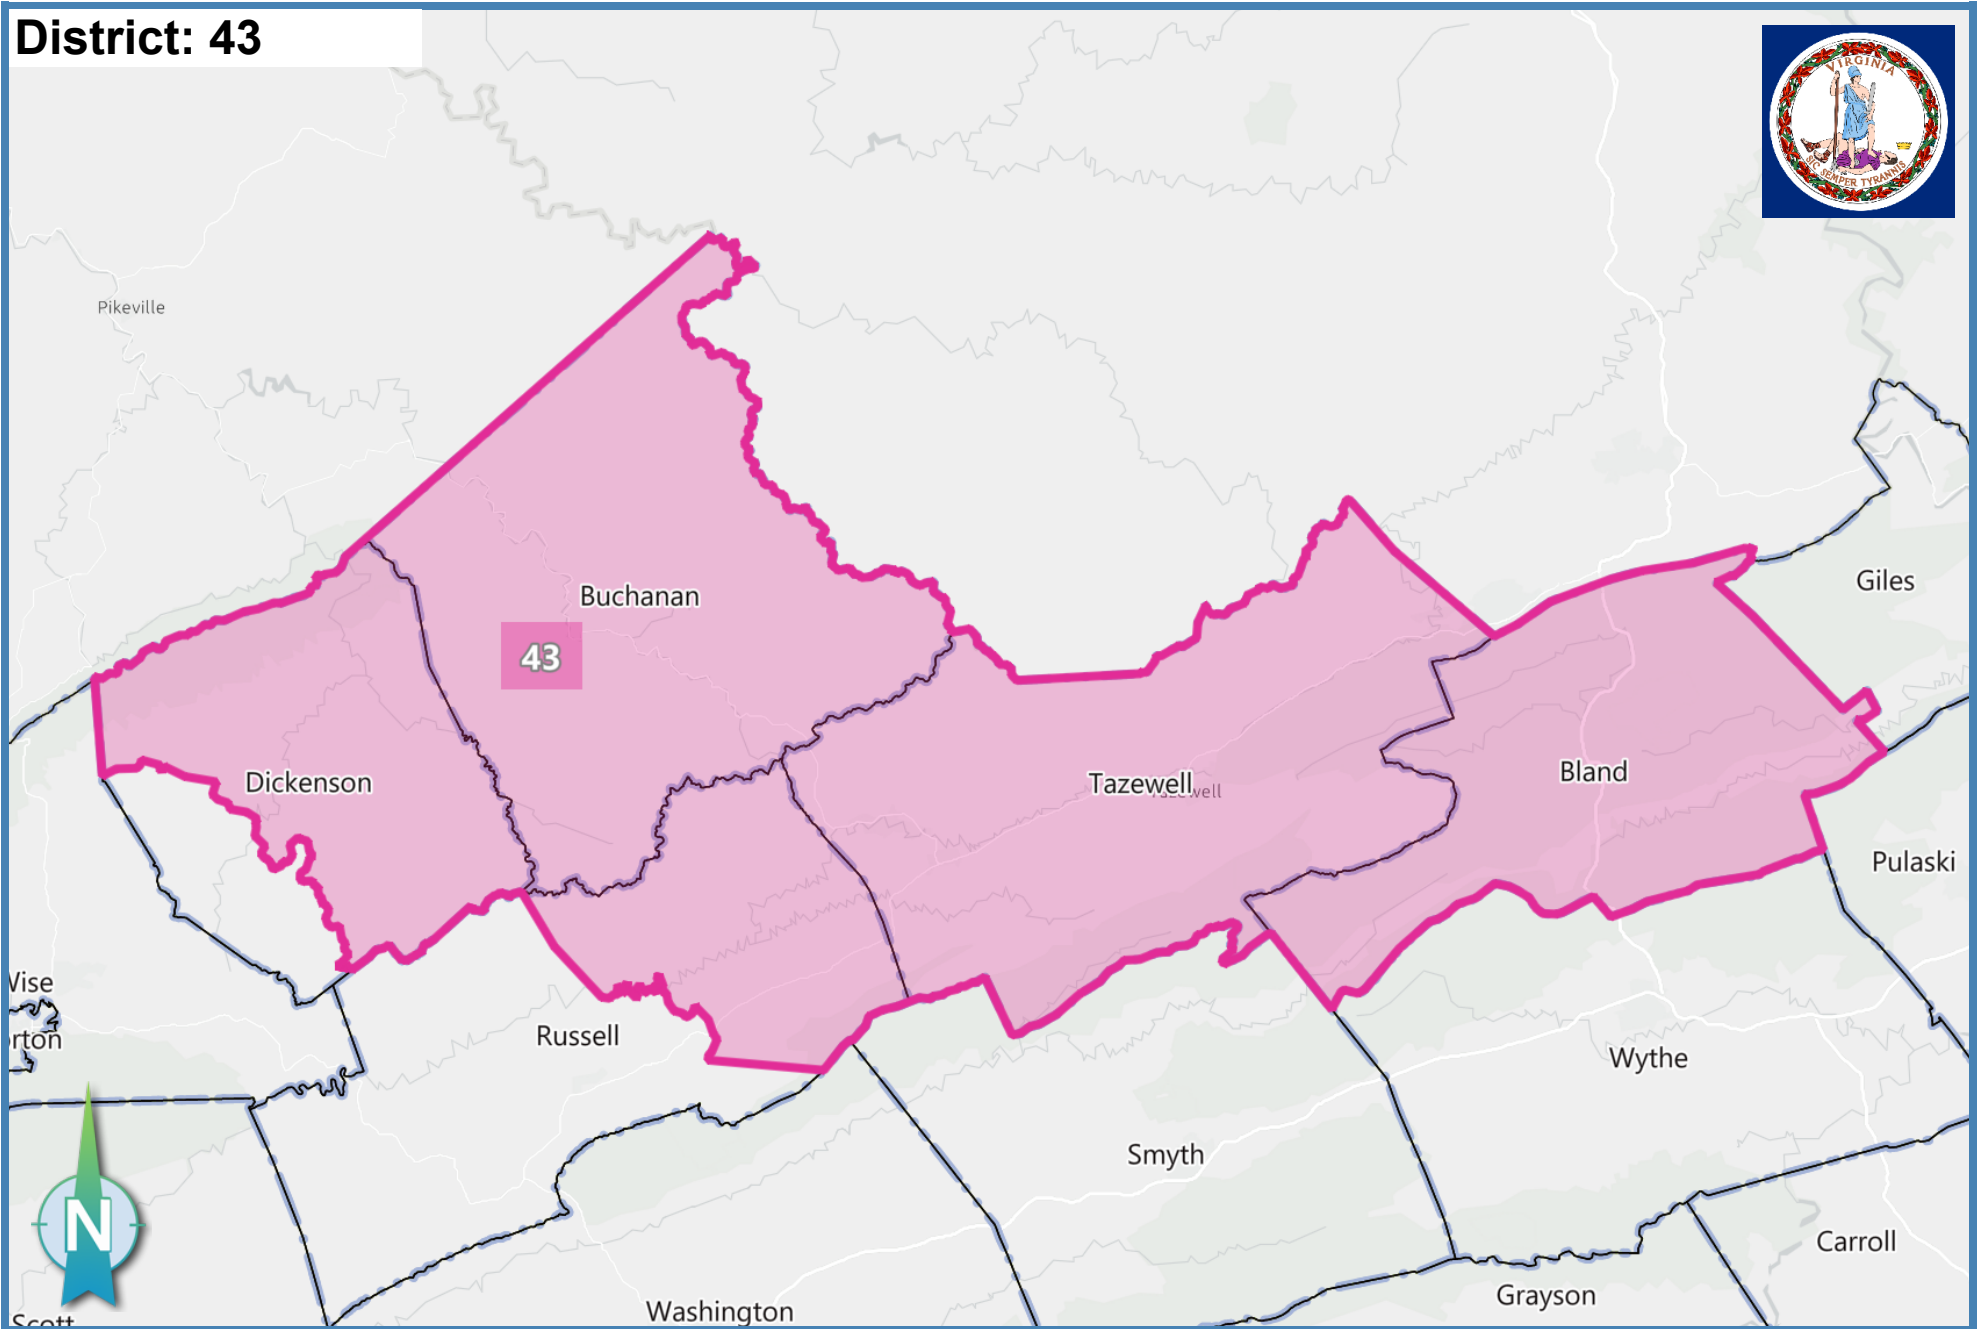 District: 43
VIRGINIA
SIC SEMPER TYRANNIS
Pikeville
Giles
Buchanan
43
Dickenson
Tazewell
Bland
Pulaski
Russell
Wythe
Smyth
N
Carroll
Grayson
Washington